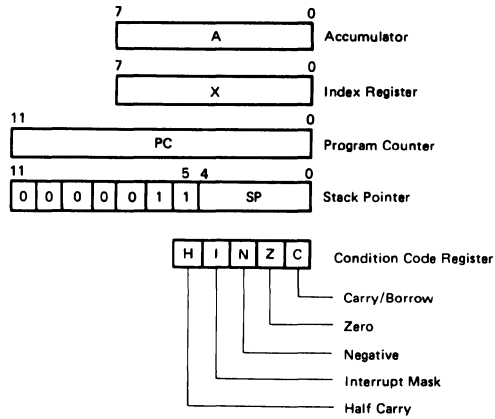 7 0
A Accumulator
7 0
X Index Register
11 0
PC Program Counter
11 5 4 0
0 0 0 0 0 1 1 SP Stack Pointer
H I N Z C Condition Code Register
Carry/Borrow
Zero
Negative
Interrupt Mask
Half Carry